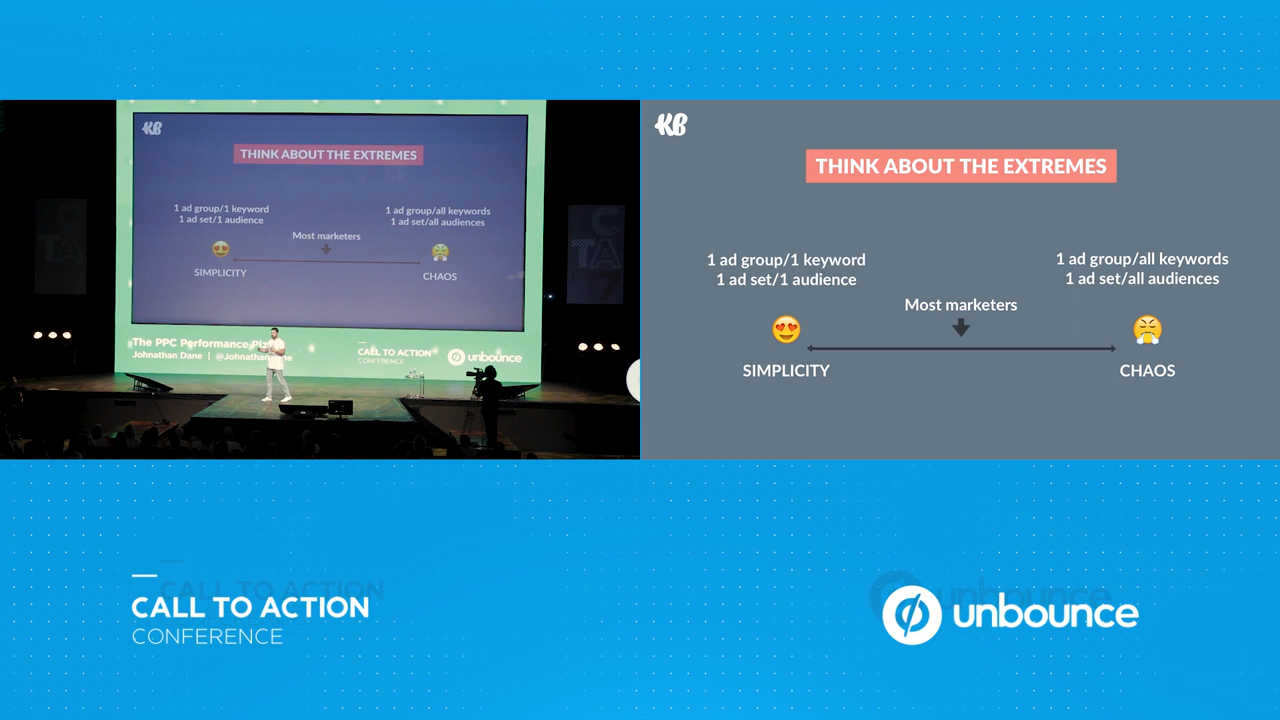 KB
THINK ABOUT THE EXTREMES
1 ad group/1 keyword
1 ad set/1 audience
1 ad group/all keywords
1 ad set/all audiences
Most marketers
SIMPLICITY
CHAOS
The PPC Performance
Johnathan Dane |
CALL TO ACTION
CONFERENCE
unbounce
C
TA
17
KB
THINK ABOUT THE EXTREMES
1 ad group/1 keyword
1 ad set/1 audience
1 ad group/all keywords
1 ad set/all audiences
Most marketers
SIMPLICITY
CHAOS
CALL TO ACTION
CONFERENCE
unbounce